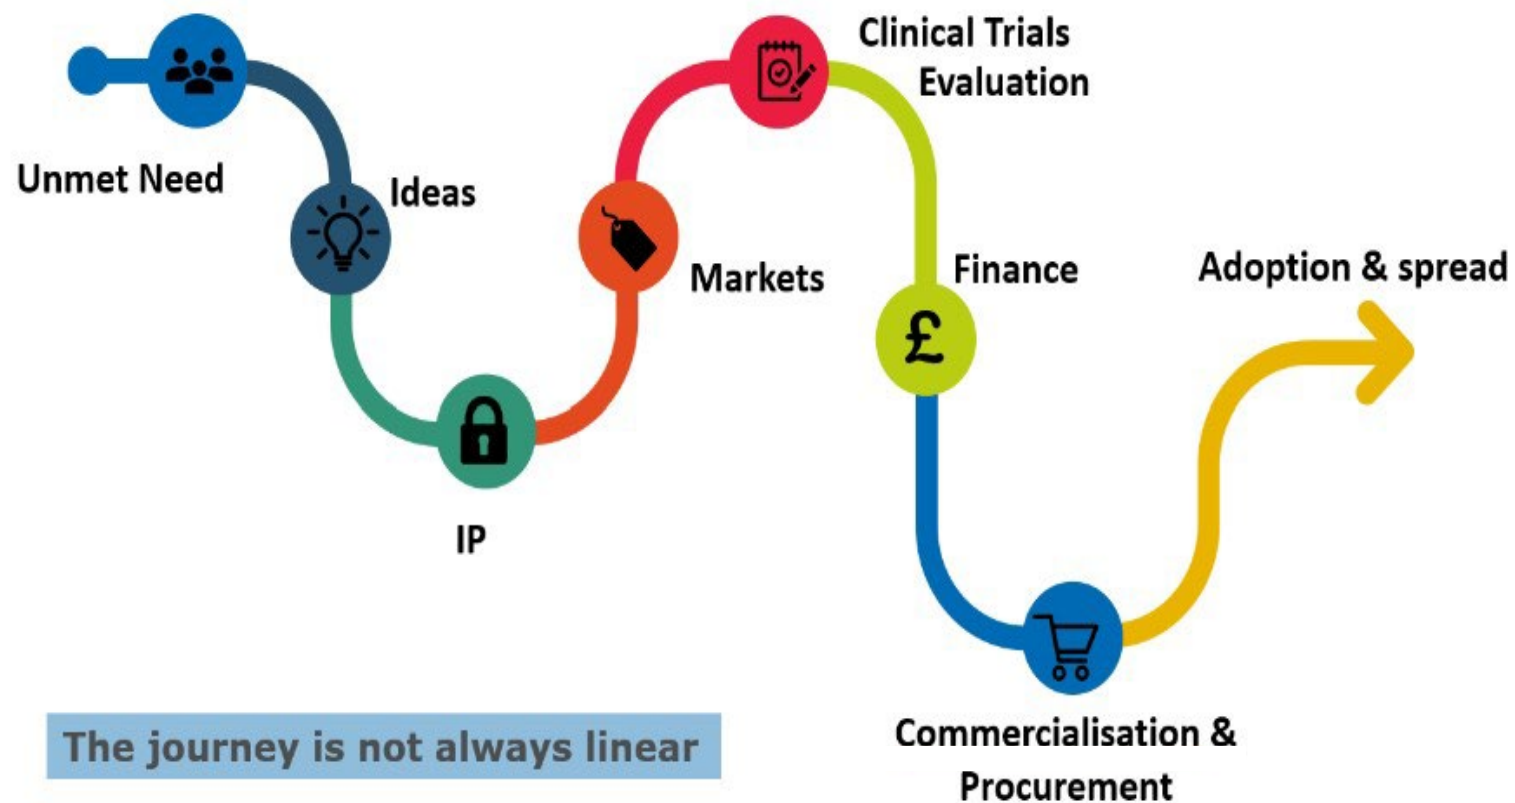 Unmet Need
Ideas
IP
Markets
Clinical Trials
Evaluation
Finance
£
Commercialisation &
Procurement
Adoption & spread
The journey is not always linear